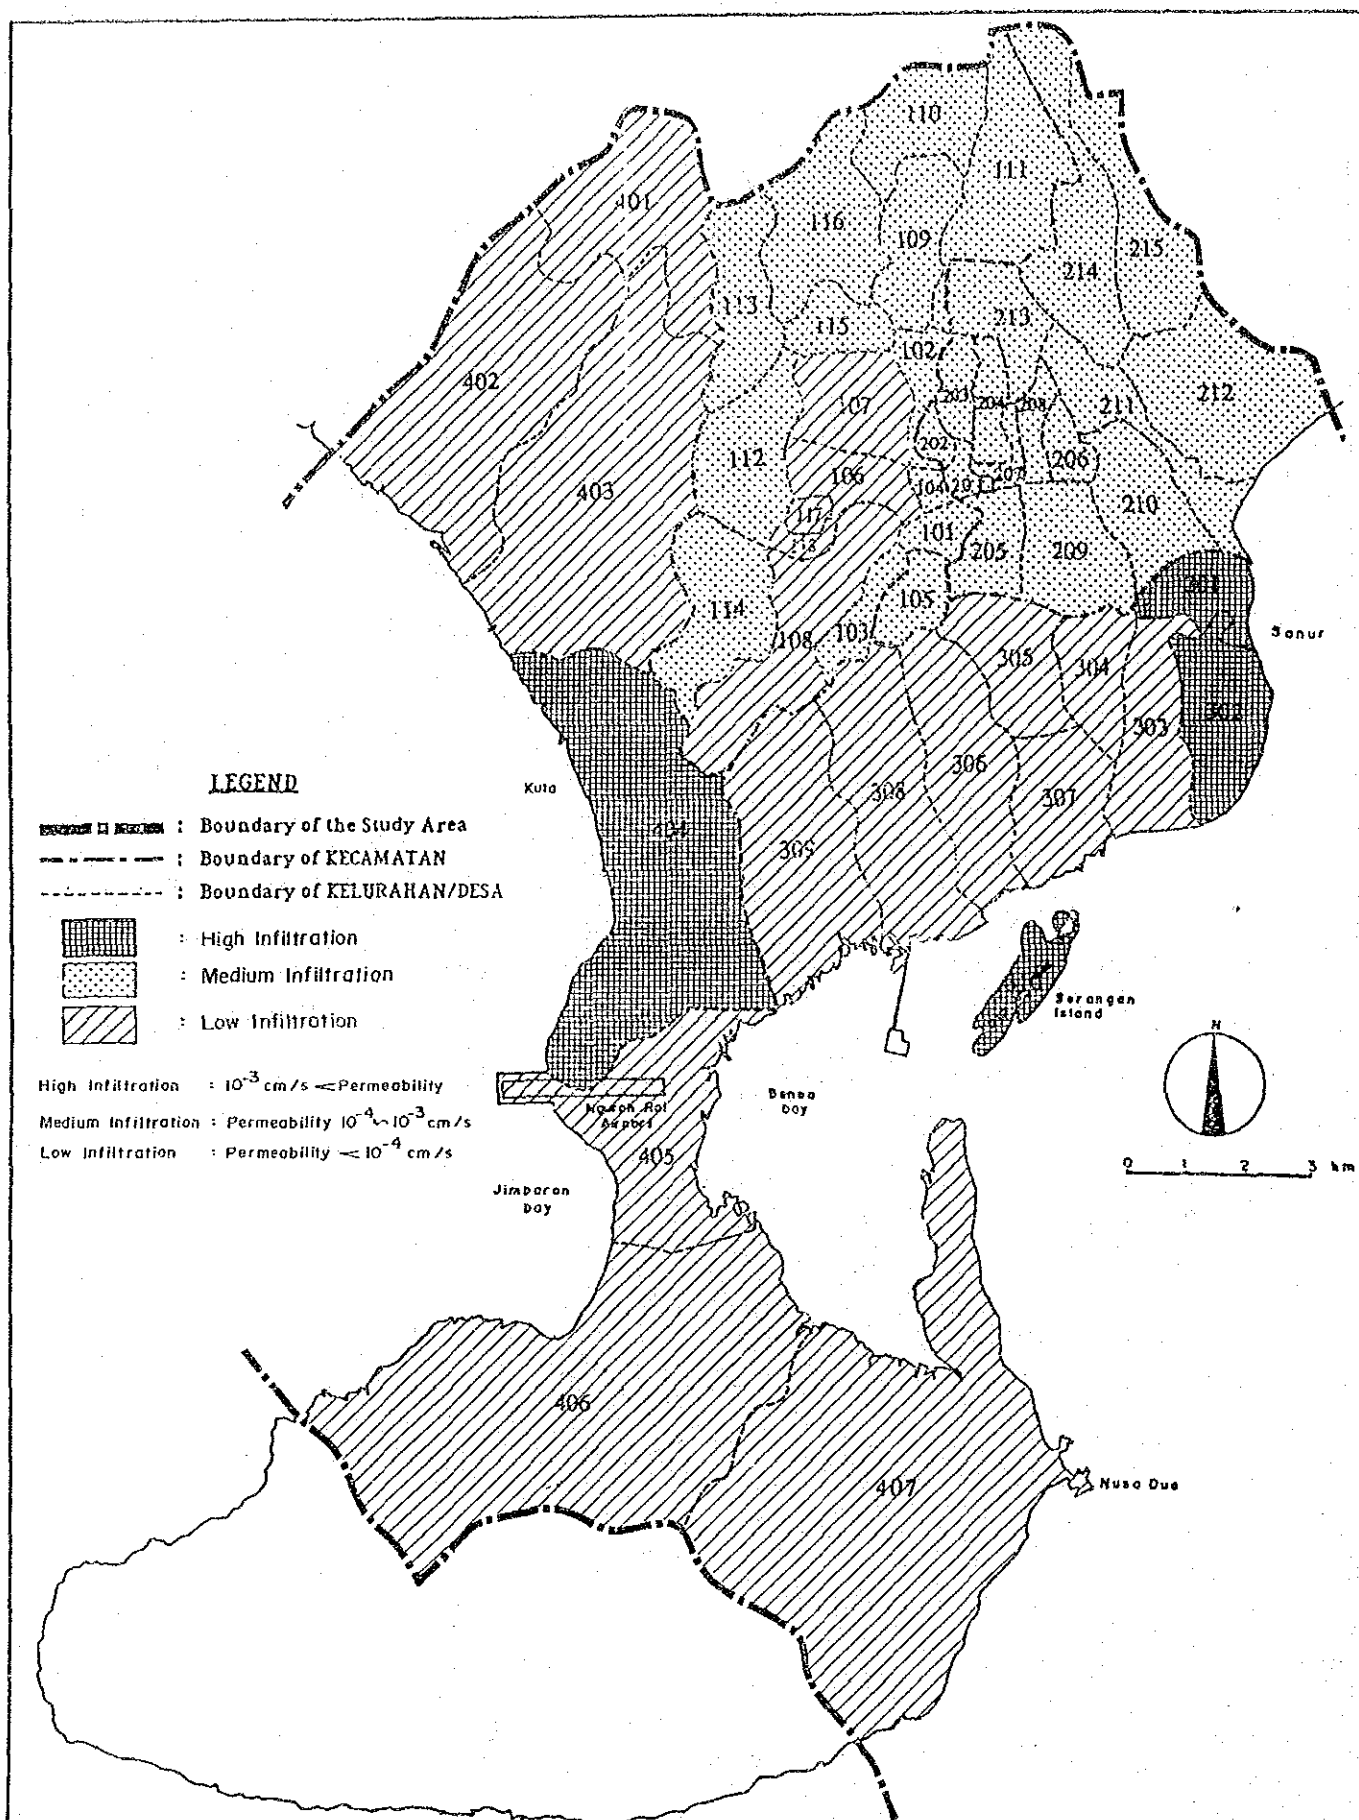 110
111
401
116
109
215
214
113
115
213
102
402
212
107
203
204
208
211
202
112
206
106
403
104
207
210
117
101
118
205
209
301
105
114
103
Sanur
108
305
304
302
303
306
LEGEND
Kuta
308
307
: Boundary of the Study Area
404
309
: Boundary of KECAMATAN
: Boundary of KELURAHAN/DESA
: High Infiltration
: Medium Infiltration
Serangan
Island
: Low Infiltration
N
High Infiltration : 10⁻³ cm/s < Permeability
Benoa
bay
Airport
Medium Infiltration : Permeability 10⁻⁴ ~ 10⁻³ cm/s
Low Infiltration : Permeability < 10⁻⁴ cm/s
405
0 1 2 3 km
Jimbaran
bay
406
407
Nusa Dua